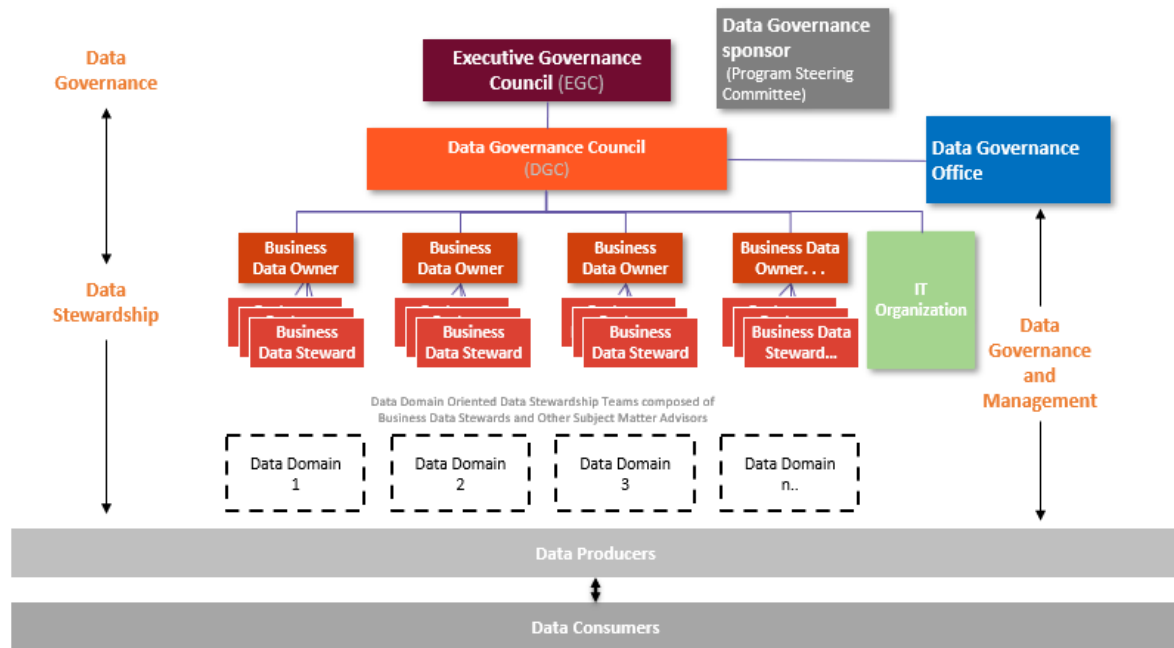 Data
Governance
Executive Governance
Council (EGC)
Data Governance
sponsor
(Program Steering
Committee)
Data Governance Council
(DGC)
Data Governance
Office
Business
Data Owner
Business
Data Owner
Business
Data Owner
Business Data
Owner. . .
IT
Organization
Data
Stewardship
Business
Data Steward
Business
Data Steward
Business
Data Steward
Business Data
Steward...
Data
Governance
and
Management
Data Domain Oriented Data Stewardship Teams composed of
Business Data Stewards and Other Subject Matter Advisors
Data Domain
1
Data Domain
2
Data Domain
3
Data Domain
n..
Data Producers
Data Consumers